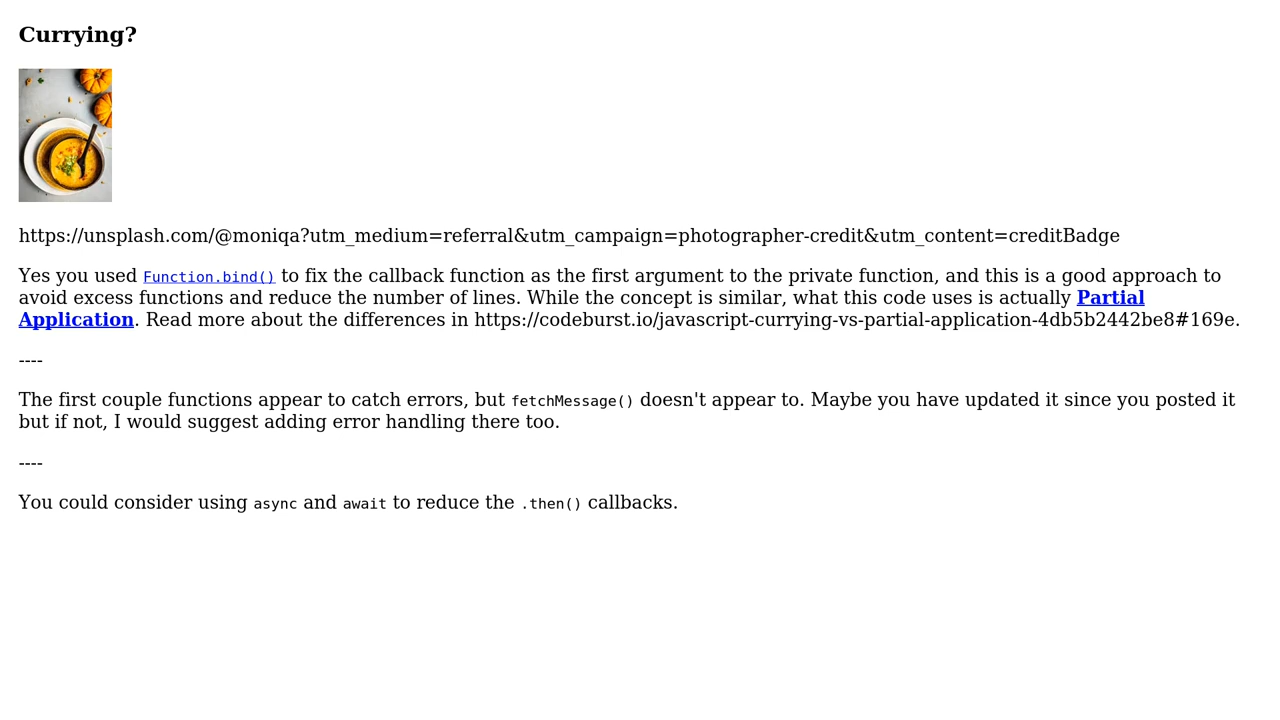 Currying?
https://unsplash.com/@moniqa?utm_medium=referral&utm_campaign=photographer-credit&utm_content=creditBadge
Yes you used Function.bind() to fix the callback function as the first argument to the private function, and this is a good approach to
avoid excess functions and reduce the number of lines. While the concept is similar, what this code uses is actually Partial
Application. Read more about the differences in https://codeburst.io/javascript-currying-vs-partial-application-4db5b2442be8#169e.
----
The first couple functions appear to catch errors, but fetchMessage() doesn't appear to. Maybe you have updated it since you posted it
but if not, I would suggest adding error handling there too.
----
You could consider using async and await to reduce the .then() callbacks.